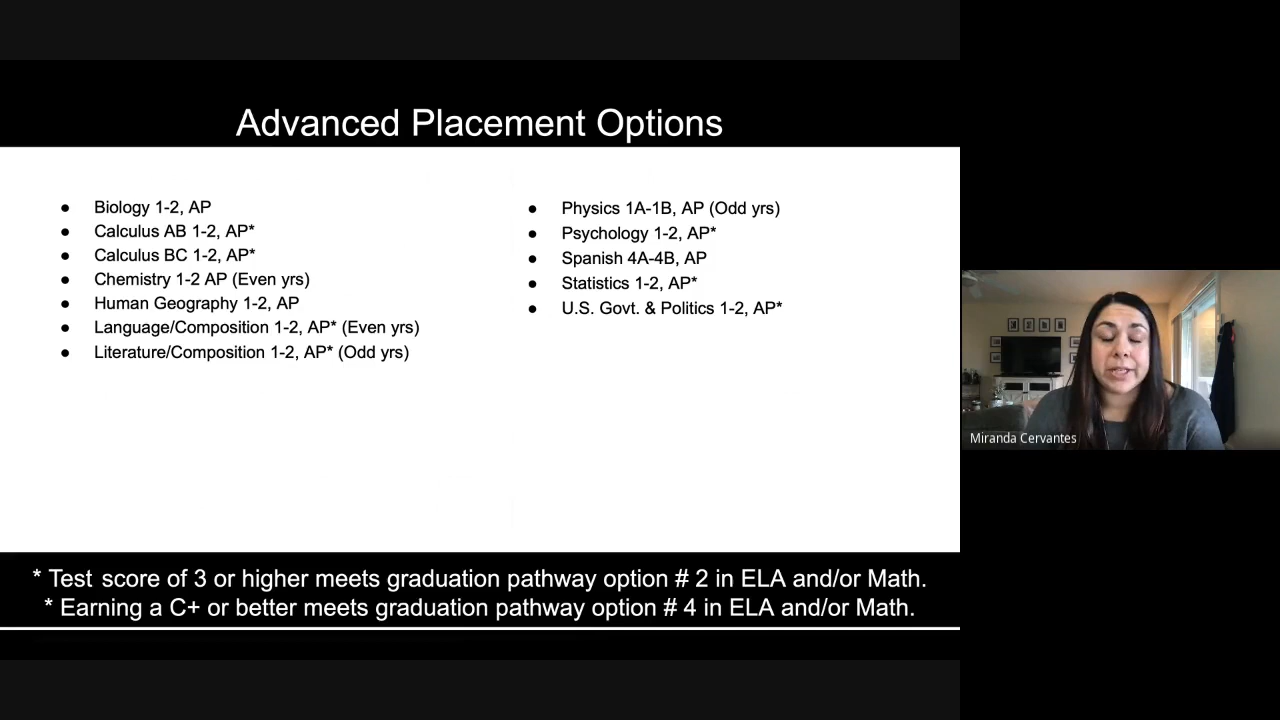 Advanced Placement Options
● Biology 1-2, AP
● Calculus AB 1-2, AP*
● Calculus BC 1-2, AP*
● Chemistry 1-2 AP (Even yrs)
● Human Geography 1-2, AP
● Language/Composition 1-2, AP* (Even yrs)
● Literature/Composition 1-2, AP* (Odd yrs)
● Physics 1A-1B, AP (Odd yrs)
● Psychology 1-2, AP*
● Spanish 4A-4B, AP
● Statistics 1-2, AP*
● U.S. Govt. & Politics 1-2, AP*
* Test score of 3 or higher meets graduation pathway option # 2 in ELA and/or Math.
* Earning a C+ or better meets graduation pathway option # 4 in ELA and/or Math.
Miranda Cervantes